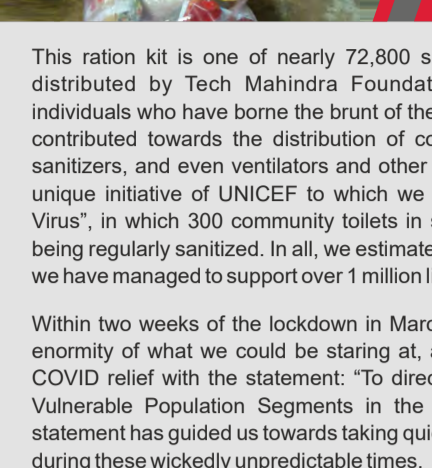 This ration kit is one of nearly 72,800
distributed by Tech Mahindra
individuals who have borne the brunt of the
contributed towards the distribution of
sanitizers, and even ventilators and other
unique initiative of UNICEF to which we
Virus”, in which 300 community toilets in
being regularly sanitized. In all, we estimate
we have managed to support over 1 million
Within two weeks of the lockdown in
enormity of what we could be staring at,
COVID relief with the statement: “To
Vulnerable Population Segments in the
statement has guided us towards taking
during these wickedly unpredictable times.